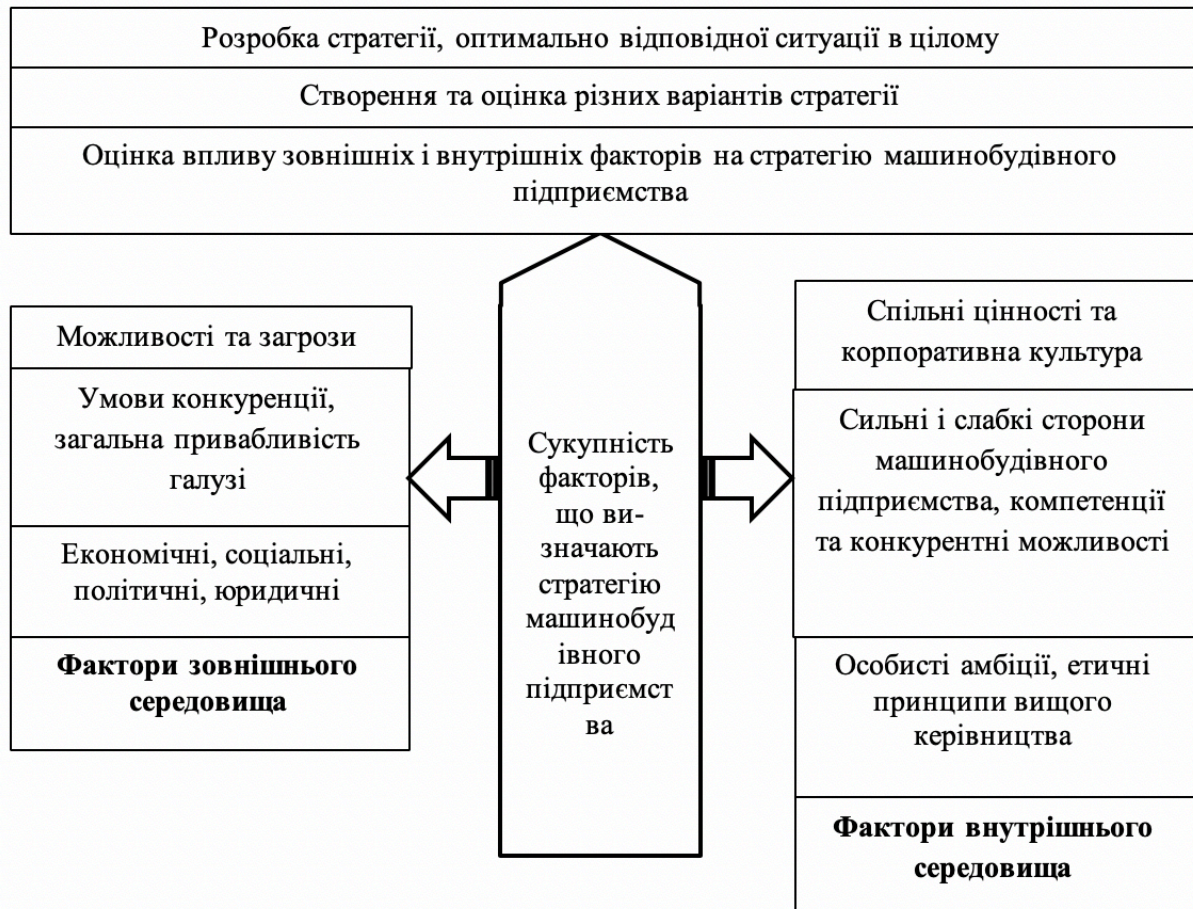 Розробка стратегії, оптимально відповідної ситуації в цілому
Створення та оцінка різних варіантів стратегії
Оцінка впливу зовнішніх і внутрішніх факторів на стратегію машинобудівного
підприємства
Можливості та загрози
Умови конкуренції,
загальна привабливість
галузі
Економічні, соціальні,
політичні, юридичні
Фактори зовнішнього
середовища
Сукупність
факторів,
що ви-
значають
стратегію
машинобуд
івного
підприємст
ва
Спільні цінності та
корпоративна культура
Сильні і слабкі сторони
машинобудівного
підприємства, компетенції
та конкурентні можливості
Особисті амбіції, етичні
принципи вищого
керівництва
Фактори внутрішнього
середовища